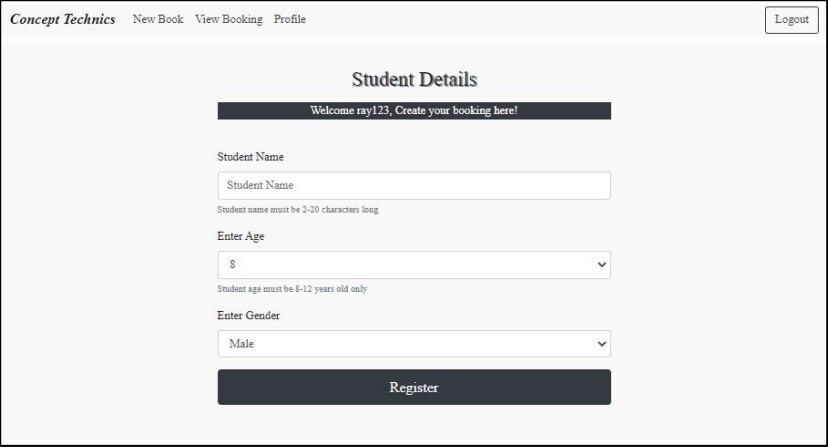 Concept Technics New Book View Booking Profile Logout
Student Details
Welcome ray123, Create your booking here!
Student Name
Student Name
Student name must be 2-20 characters long
Enter Age
8
Student age must be 8-12 years old only
Enter Gender
Male
Register